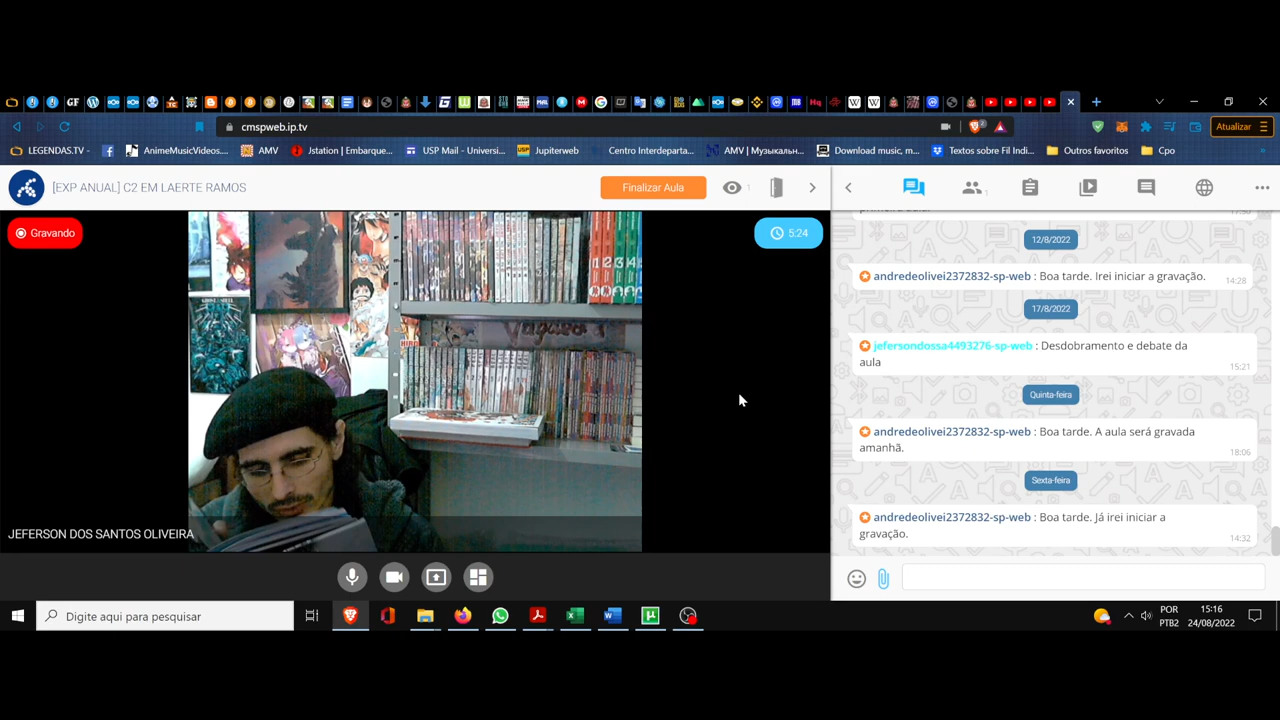 cmspweb.ip.tv
Atualizar
LEGENDAS.TV -
AnimeMusicVideos...
AMV
Jstation | Embarque...
USP Mail - Universi...
Jupiterweb
Centro Interdeparta...
AMV | Музыкальн...
Download music, m...
Textos sobre Fil Indi...
Outros favoritos
Cpo
[EXP ANUAL] C2 EM LAERTE RAMOS
Finalizar Aula
1
1
Gravando
5:24
12/8/2022
andredeolivei2372832-sp-web : Boa tarde. Irei iniciar a gravação.
14:28
17/8/2022
jefersondossa4493276-sp-web : Desdobramento e debate da
aula
15:21
Quinta-feira
andredeolivei2372832-sp-web : Boa tarde. A aula será gravada
amanhã.
18:06
Sexta-feira
andredeolivei2372832-sp-web : Boa tarde. Já irei iniciar a
gravação.
14:32
JEFERSON DOS SANTOS OLIVEIRA
Digite aqui para pesquisar
POR
PTB2
15:16
24/08/2022